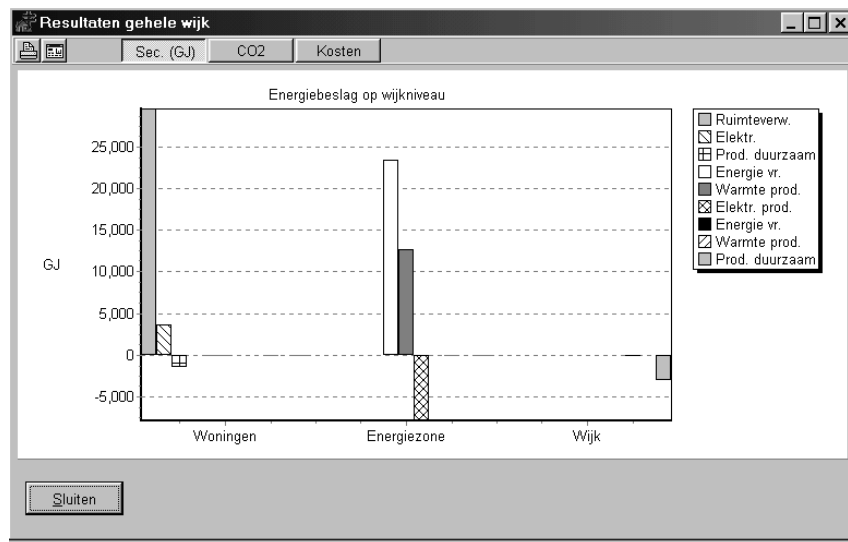 Resultaten gehele wijk
Sec. (GJ) CO2 Kosten
Energiebeslag op wijkniveau
25,000
20,000
15,000
GJ
10,000
5,000
0
-5,000
Woningen Energiezone Wijk
Ruimteverw.
Elektr.
Prod. duurzaam
Energie vr.
Warmte prod.
Elektr. prod.
Energie vr.
Warmte prod.
Prod. duurzaam
Sluiten